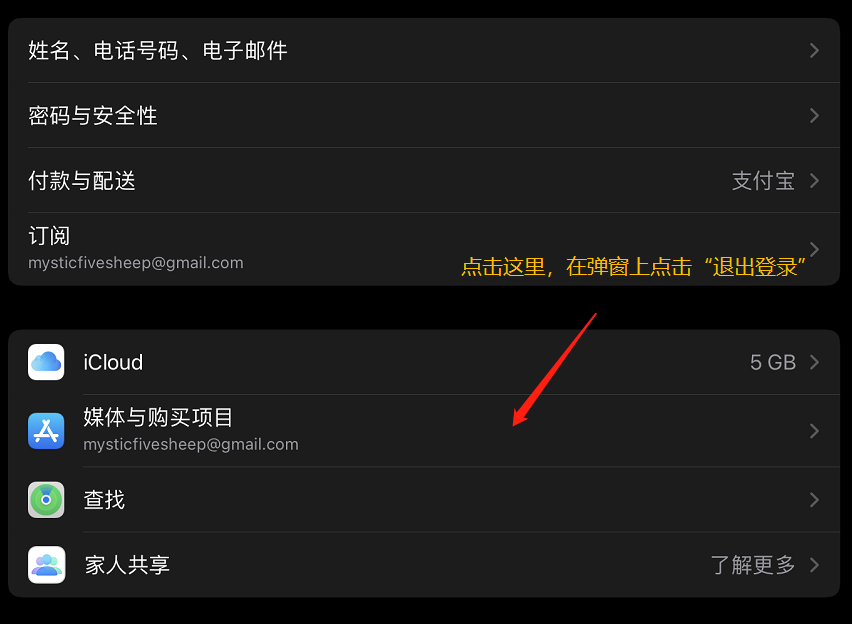 姓名、电话号码、电子邮件
密码与安全性
付款与配送 支付宝
订阅
mysticfivesheep@gmail.com
点击这里，在弹窗上点击“退出登录”
iCloud 5 GB
媒体与购买项目
mysticfivesheep@gmail.com
查找
家人共享 了解更多